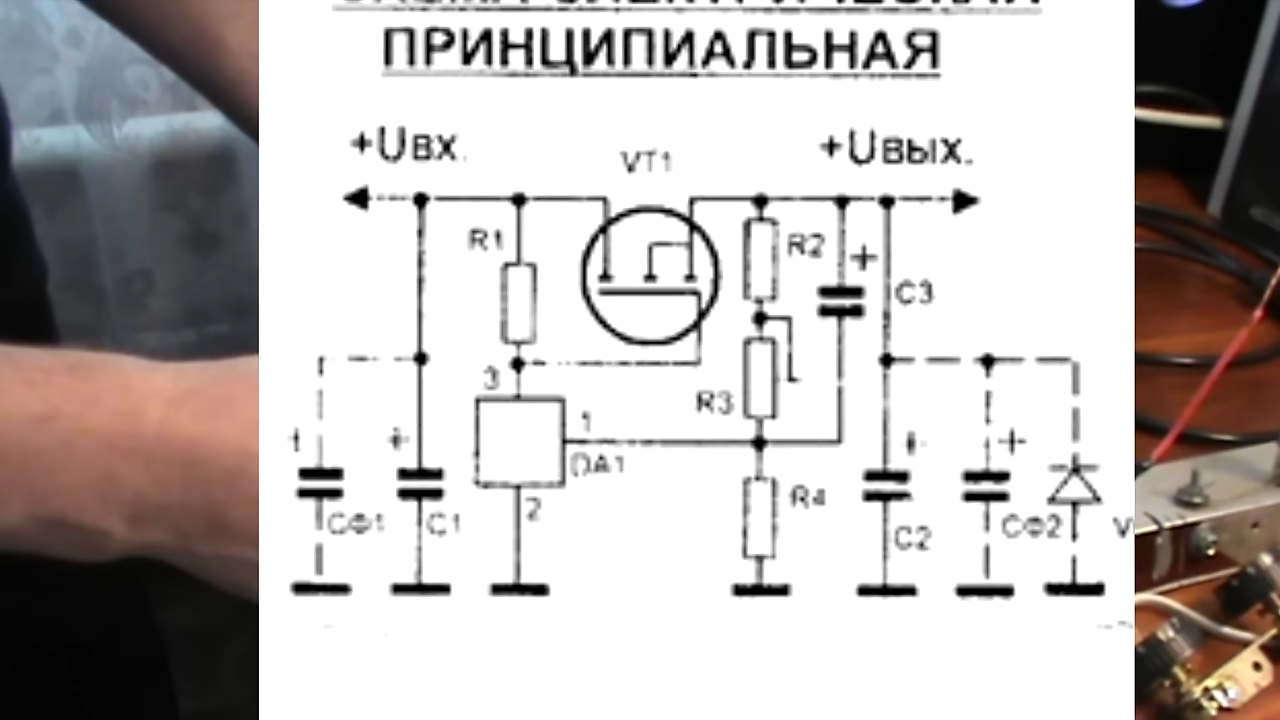 ПРИНЦИПИАЛЬНАЯ
+Uвх.
+Uвых.
VT1
R1
R2
+
C3
3
R3
1
DA1
+
+
+
+
2
R4
CФ1
C1
C2
CФ2